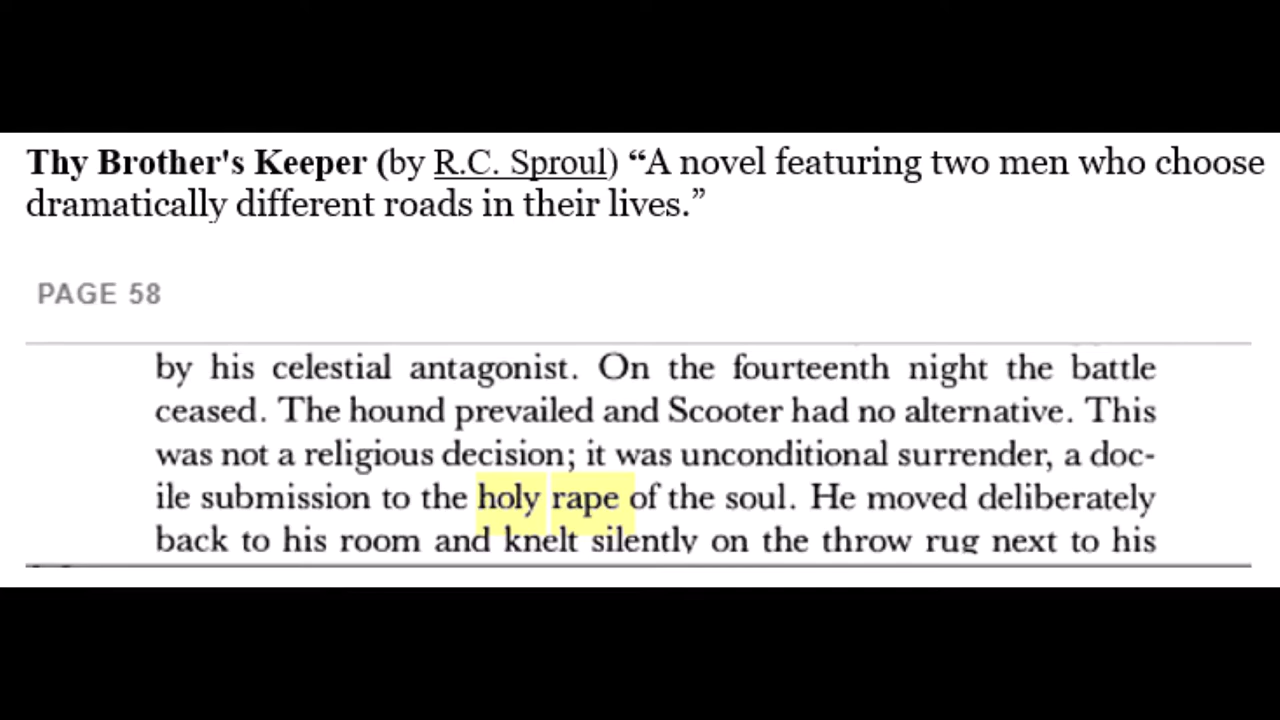 Thy Brother's Keeper (by R.C. Sproul) “A novel featuring two men who choose
dramatically different roads in their lives.”
PAGE 58
by his celestial antagonist. On the fourteenth night the battle
ceased. The hound prevailed and Scooter had no alternative. This
was not a religious decision; it was unconditional surrender, a doc-
ile submission to the holy rape of the soul. He moved deliberately
back to his room and knelt silently on the throw rug next to his